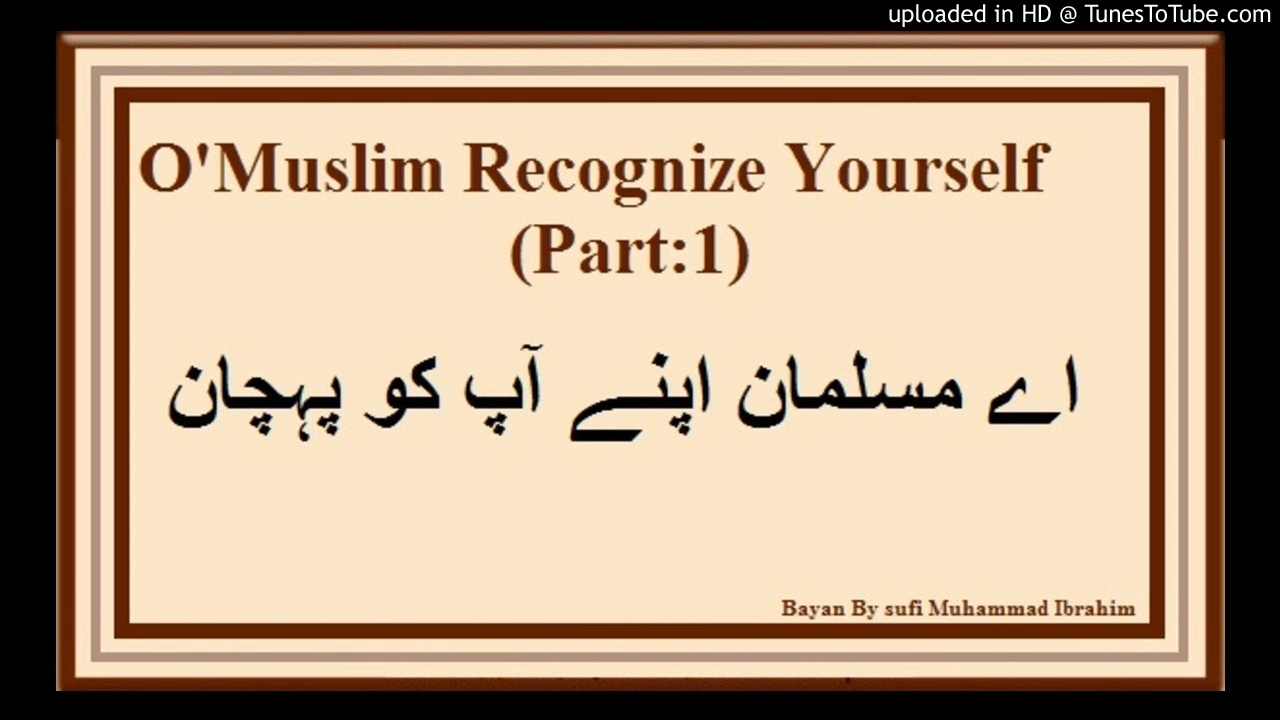 uploaded in HD @ TunesToTube.com
O'Muslim Recognize Yourself
(Part:1)
اے مسلمان اپنے آپ کو پہچان
Bayan By sufi Muhammad Ibrahim